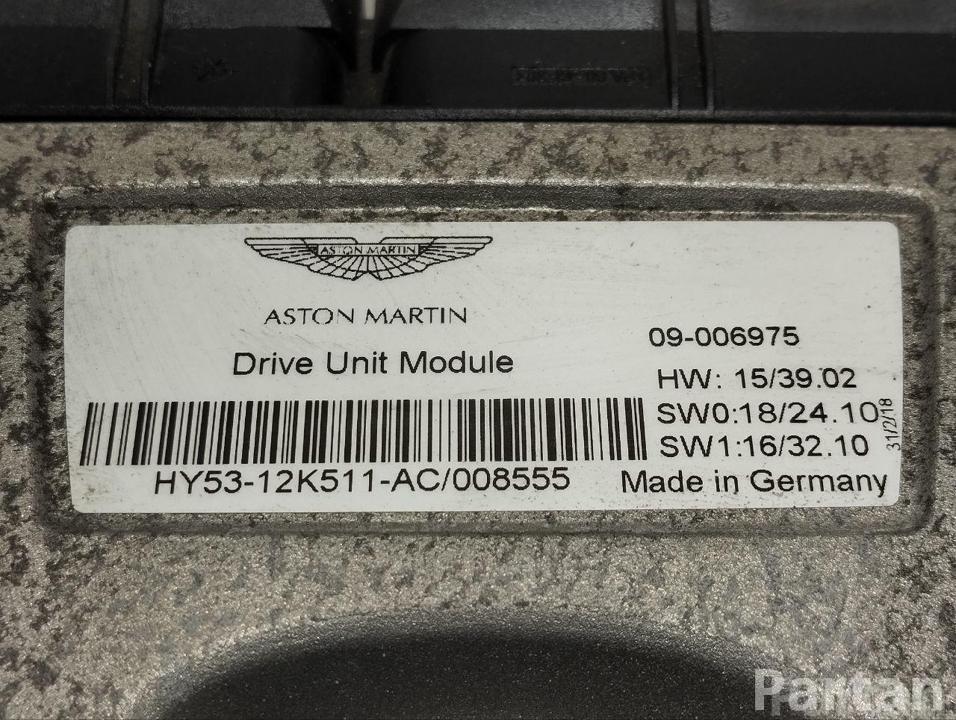 ASTON MARTIN
ASTON MARTIN
Drive Unit Module
09-006975
HW: 15/39.02
SW0:18/24.10
SW1:16/32.10
31/2/18
HY53-12K511-AC/008555
Made in Germany
Partan